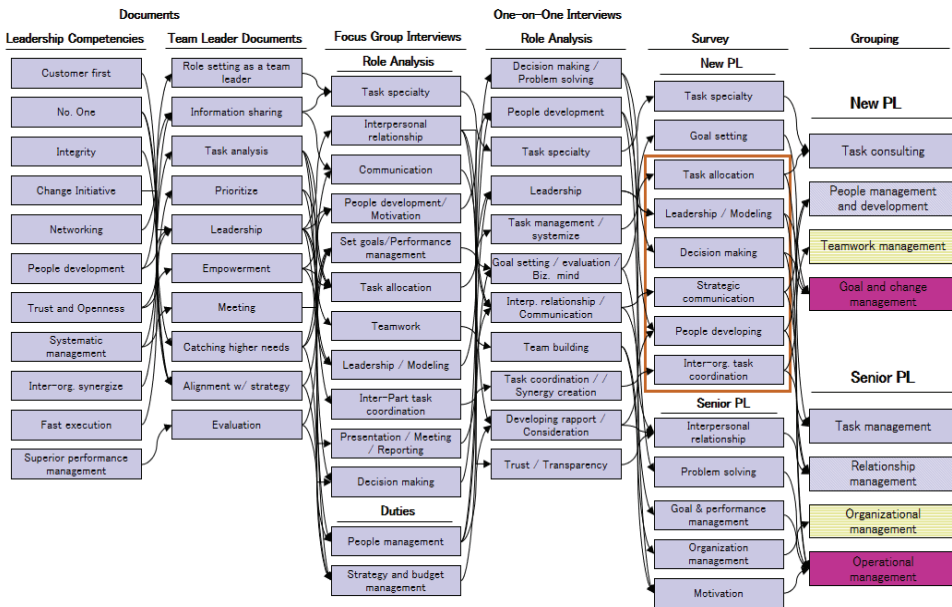 Documents
One-on-One Interviews
Leadership Competencies
Team Leader Documents
Focus Group Interviews
Role Analysis
Survey
Grouping
Customer first
No. One
Integrity
Change Initiative
Networking
People development
Trust and Openness
Systematic
management
Inter-org. synergize
Fast execution
Superior performance
management
Role setting as a team
leader
Information sharing
Task analysis
Prioritize
Leadership
Empowerment
Meeting
Catching higher needs
Alignment w/ strategy
Evaluation
Role Analysis
Task specialty
Interpersonal
relationship
Communication
People development/
Motivation
Set goals/Performance
management
Task allocation
Teamwork
Leadership / Modeling
Inter-Part task
coordination
Presentation / Meeting
/ Reporting
Decision making
Duties
People management
Strategy and budget
management
Decision making /
Problem solving
People development
Task specialty
Leadership
Task management /
systemize
Goal setting / evaluation /
Biz. mind
Interp. relationship /
Communication
Team building
Task coordination / /
Synergy creation
Developing rapport /
Consideration
Trust / Transparency
New PL
Task specialty
Goal setting
Task allocation
Leadership / Modeling
Decision making
Strategic
communication
People developing
Inter-org. task
coordination
Senior PL
Interpersonal
relationship
Problem solving
Goal & performance
management
Organization
management
Motivation
New PL
Task consulting
People management
and development
Teamwork management
Goal and change
management
Senior PL
Task management
Relationship
management
Organizational
management
Operational
management